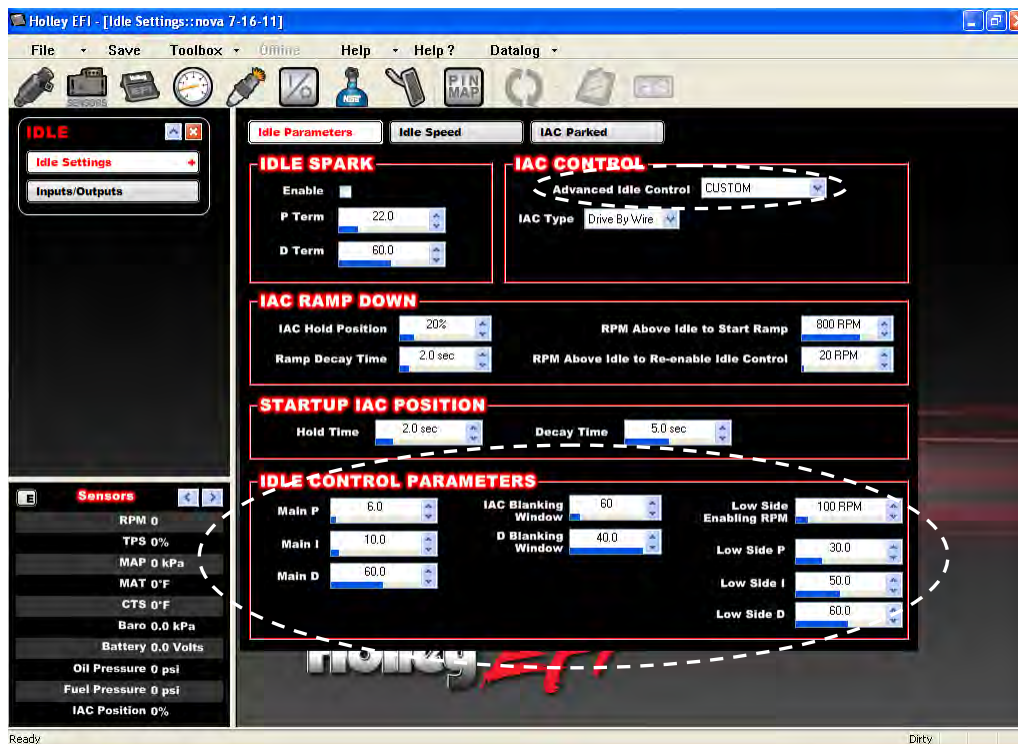 Holley EFI - [Idle Settings::nova 7-16-11]
File Save Toolbox Offline Help Help ? Datalog
SENSORS
I/O
NOS
PIN MAP
IDLE
Idle Settings +
Inputs/Outputs
Idle Parameters Idle Speed IAC Parked
IDLE SPARK
Enable
P Term 22.0
D Term 60.0
IAC CONTROL
Advanced Idle Control CUSTOM
IAC Type Drive By Wire
IAC RAMP DOWN
IAC Hold Position 20% RPM Above Idle to Start Ramp 800 RPM
Ramp Decay Time 2.0 sec RPM Above Idle to Re-enable Idle Control 20 RPM
STARTUP IAC POSITION
Hold Time 2.0 sec Decay Time 5.0 sec
IDLE CONTROL PARAMETERS
Main P 6.0
Main I 10.0
Main D 60.0
IAC Blanking Window 60
D Blanking Window 40.0
Low Side Enabling RPM 100 RPM
Low Side P 30.0
Low Side I 50.0
Low Side D 60.0
E Sensors < >
RPM 0
TPS 0%
MAP 0 kPa
MAT 0°F
CTS 0°F
Baro 0.0 kPa
Battery 0.0 Volts
Oil Pressure 0 psi
Fuel Pressure 0 psi
IAC Position 0%
Holley EFI
Ready Dirty